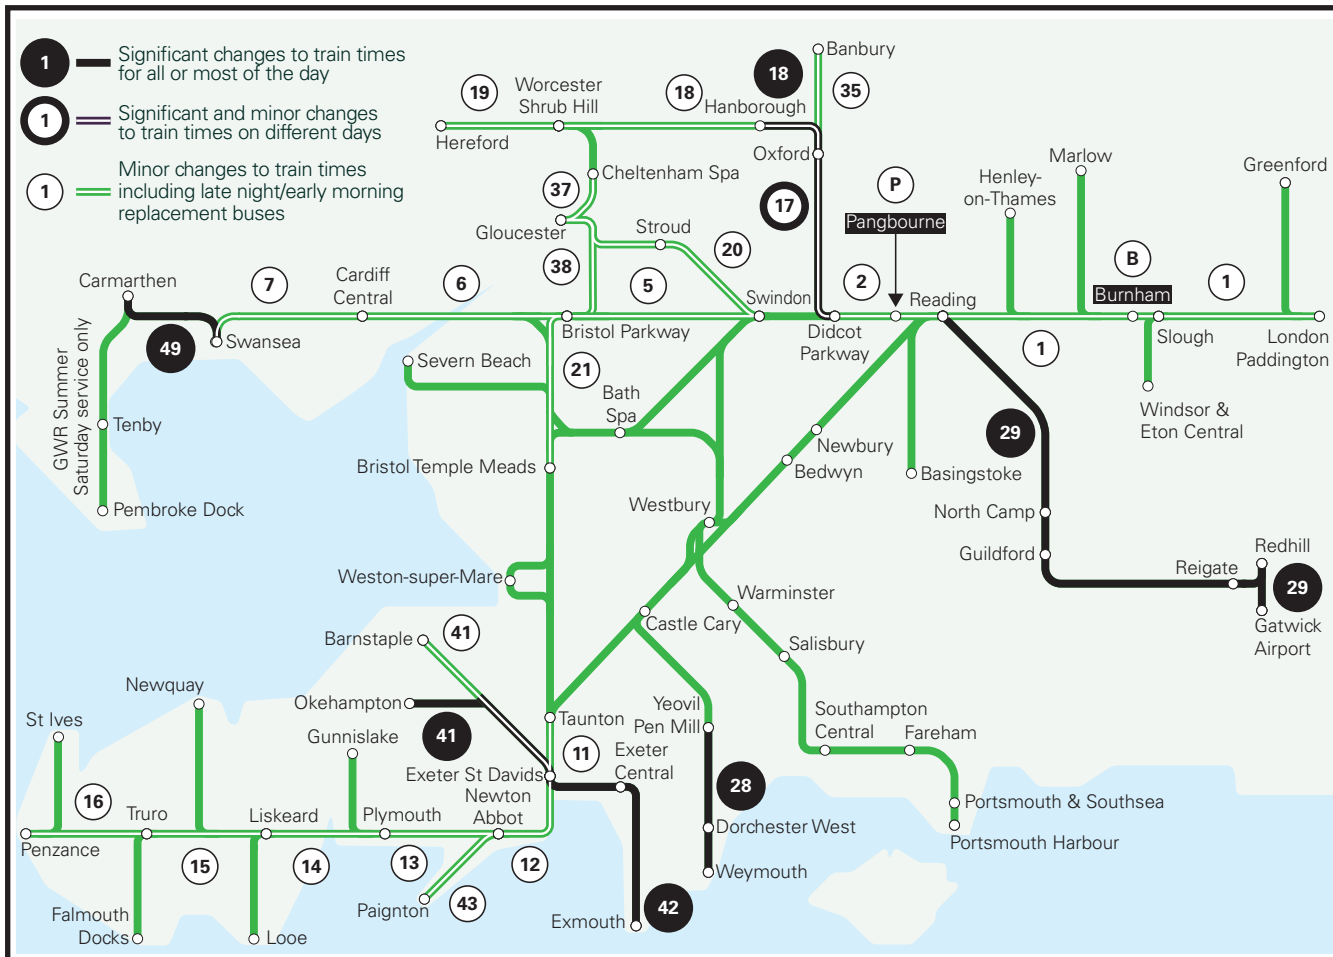 1
Significant changes to train times
for all or most of the day
1
Significant and minor changes
to train times on different days
1
Minor changes to train times
including late night/early morning
replacement buses
Banbury
18
35
19
Worcester
Shrub Hill
18
Hanborough
Hereford
Oxford
Marlow
Greenford
Cheltenham Spa
P
Henley-
on-Thames
37
17
Pangbourne
Gloucester
Stroud
20
38
B
Carmarthen
7
Cardiff
Central
6
5
Swindon
2
Reading
Burnham
1
49
Swansea
Bristol Parkway
Didcot
Parkway
1
Slough
London
Paddington
GWR Summer
Saturday service only
Severn Beach
21
Bath
Spa
Tenby
Windsor &
Eton Central
29
Newbury
Bedwyn
Basingstoke
Bristol Temple Meads
Pembroke Dock
Westbury
North Camp
Guildford
Redhill
Reigate
29
Gatwick
Airport
Weston-super-Mare
Warminster
Castle Cary
Barnstaple
41
Salisbury
Newquay
Okehampton
41
Taunton
Yeovil
Pen Mill
Southampton
Central
Fareham
St Ives
Gunnislake
11
Exeter
Central
Exeter St Davids
28
Newton
Abbot
Portsmouth & Southsea
16
Truro
Liskeard
Plymouth
Dorchester West
Portsmouth Harbour
Penzance
15
14
13
12
Weymouth
43
Paignton
Falmouth
Docks
Looe
Exmouth
42